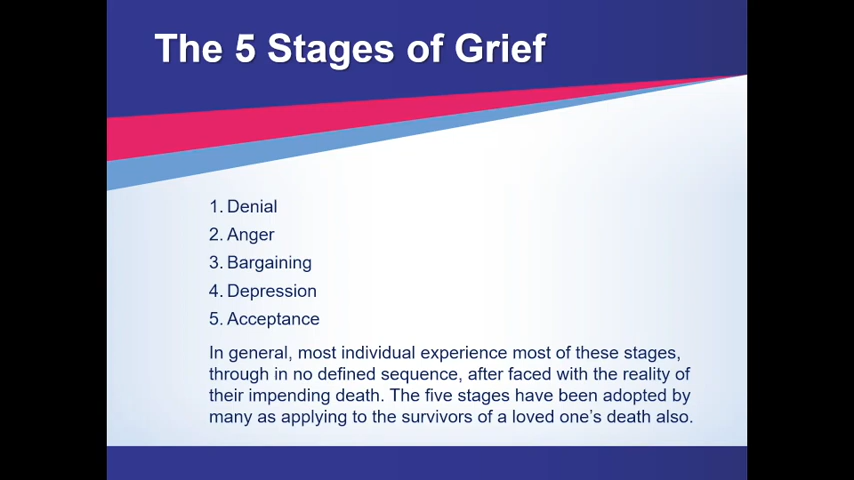 The 5 Stages of Grief
1. Denial
2. Anger
3. Bargaining
4. Depression
5. Acceptance
In general, most individual experience most of these stages,
through in no defined sequence, after faced with the reality of
their impending death. The five stages have been adopted by
many as applying to the survivors of a loved one’s death also.